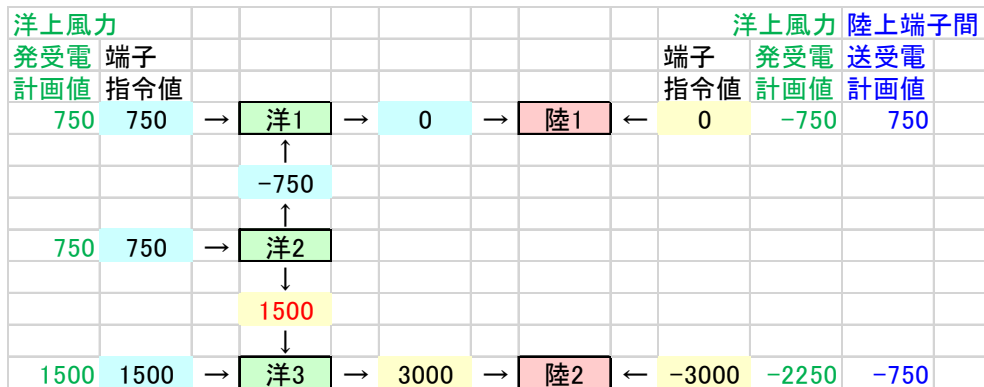 洋上風力 洋上風力 陸上端子間
発受電 端子 端子 発受電 送受電
計画値 指令値 指令値 計画値 計画値
750 750 → 洋1 → 0 → 陸1 ← 0 -750 750
↑
-750
↑
750 750 → 洋2
↓
1500
↓
1500 1500 → 洋3 → 3000 → 陸2 ← -3000 -2250 -750